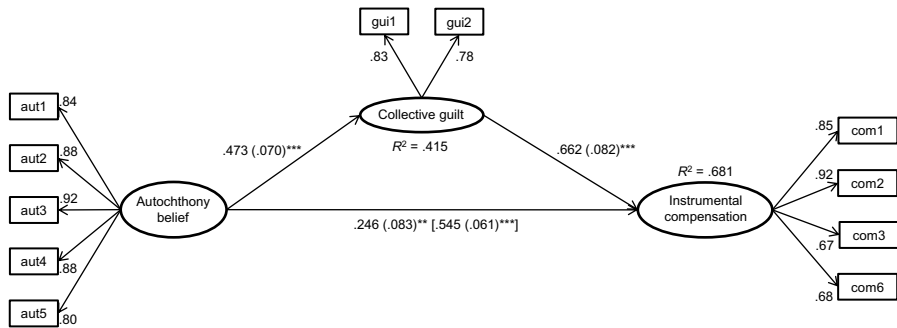 gui1
gui2
.83
.78
Collective guilt
R² = .415
aut1
.84
aut2
.88
aut3
.92
aut4
.88
aut5
.80
Autochthony
belief
.473 (.070)***
.662 (.082)***
.246 (.083)** [.545 (.061)***]
R² = .681
Instrumental
compensation
.85
com1
.92
com2
.67
com3
.68
com6